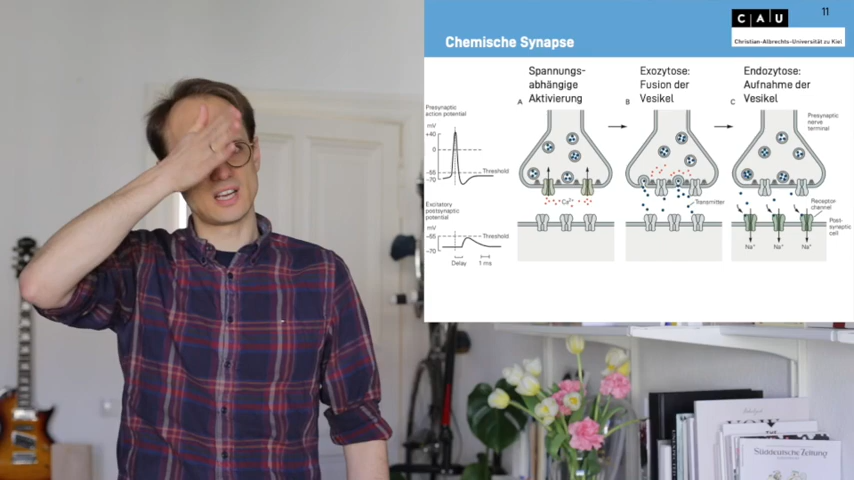 11
C A U
Christian-Albrechts-Universität zu Kiel
Chemische Synapse
Spannungs-
abhängige
Aktivierung
Exozytose:
Fusion der
Vesikel
Endozytose:
Aufnahme der
Vesikel
A
B
C
Presynaptic
action potential
mV
+40
0
-55
-70
Threshold
Excitatory
postsynaptic
potential
mV
-55
-70
Threshold
Delay
1 ms
Ca2+
Transmitter
Presynaptic
nerve
terminal
Receptor
channel
Post-
synaptic
cell
Na+
Na+
Na+
Süddeutsche Zeitung